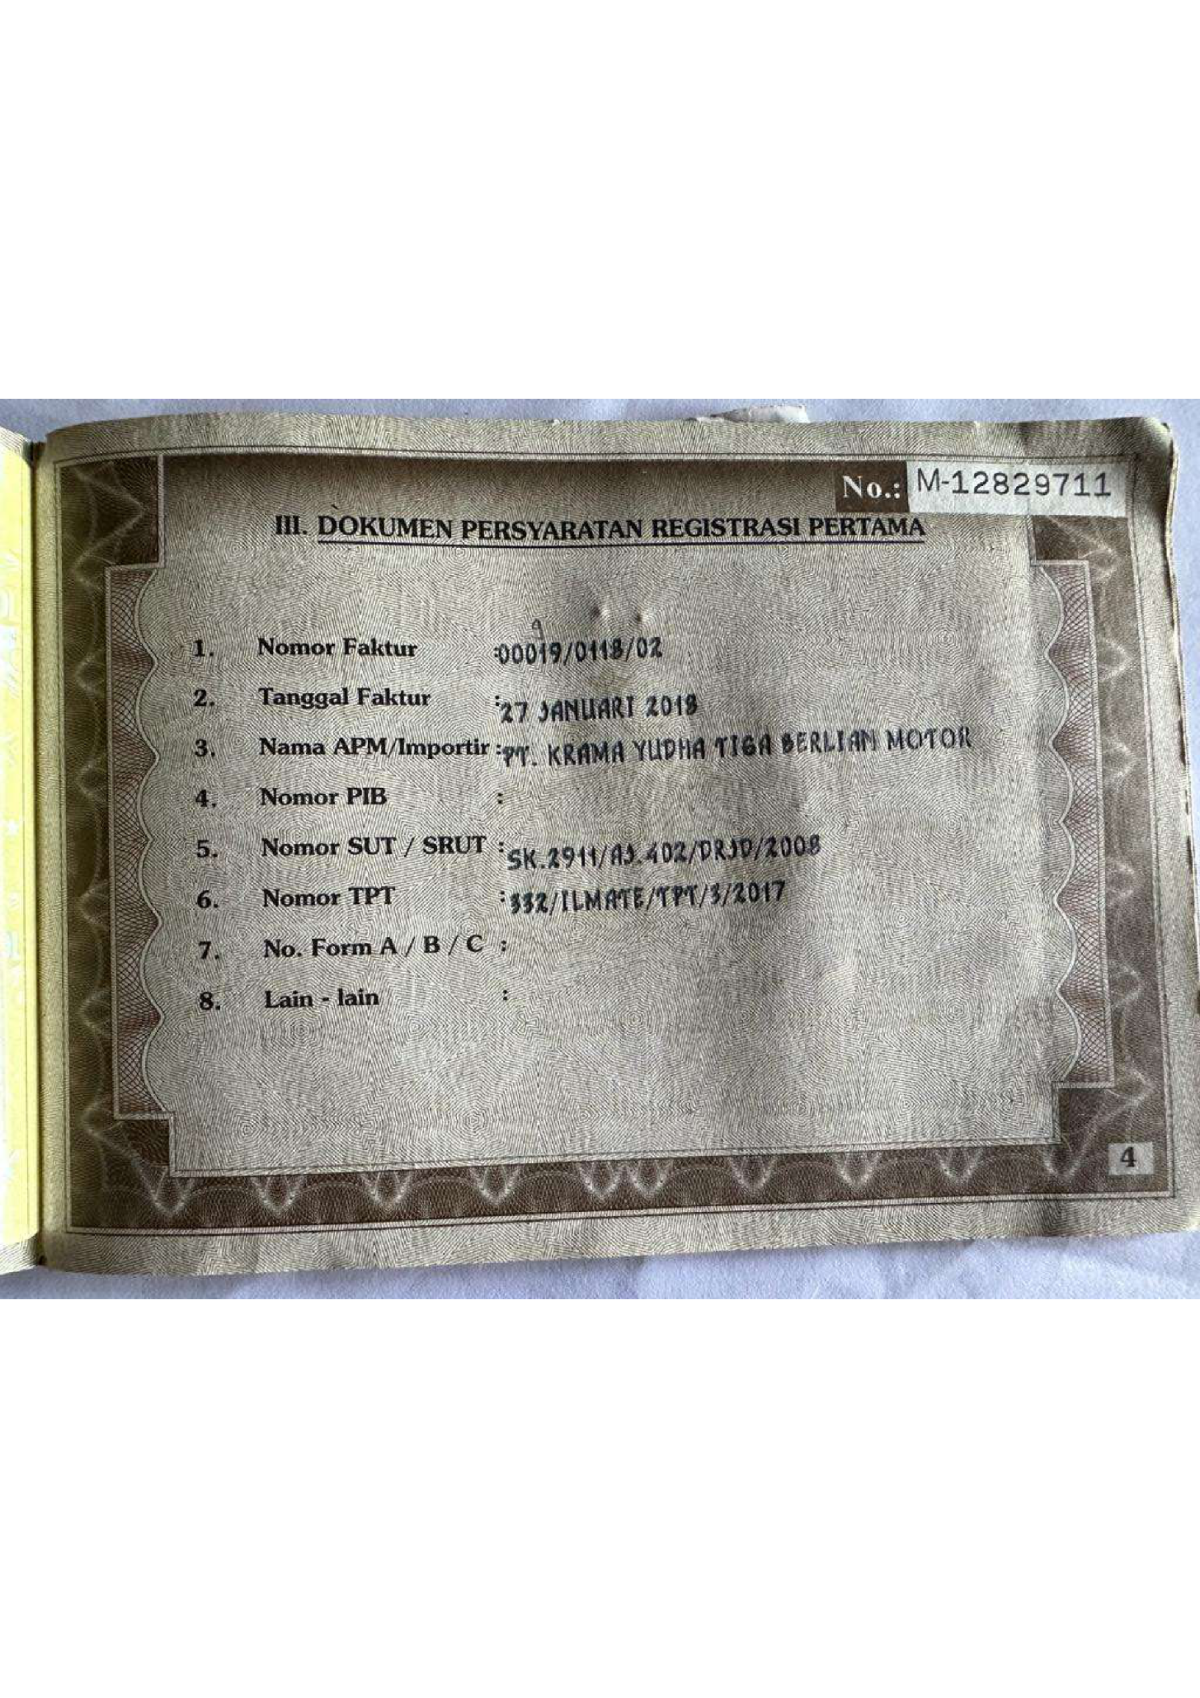 No.: M-12829711
III. DOKUMEN PERSYARATAN REGISTRASI PERTAMA
9
1. Nomor Faktur :00019/0118/02
2. Tanggal Faktur : 27 JANUARI 2018
3. Nama APM/Importir : PT. KRAMA YUDHA TIGA BERLIAN MOTOR
4. Nomor PIB :
5. Nomor SUT / SRUT : SK.2911/AJ.402/DRJD/2008
6. Nomor TPT : 332/ILMATE/TPT/3/2017
7. No. Form A / B / C :
8. Lain - lain :
4